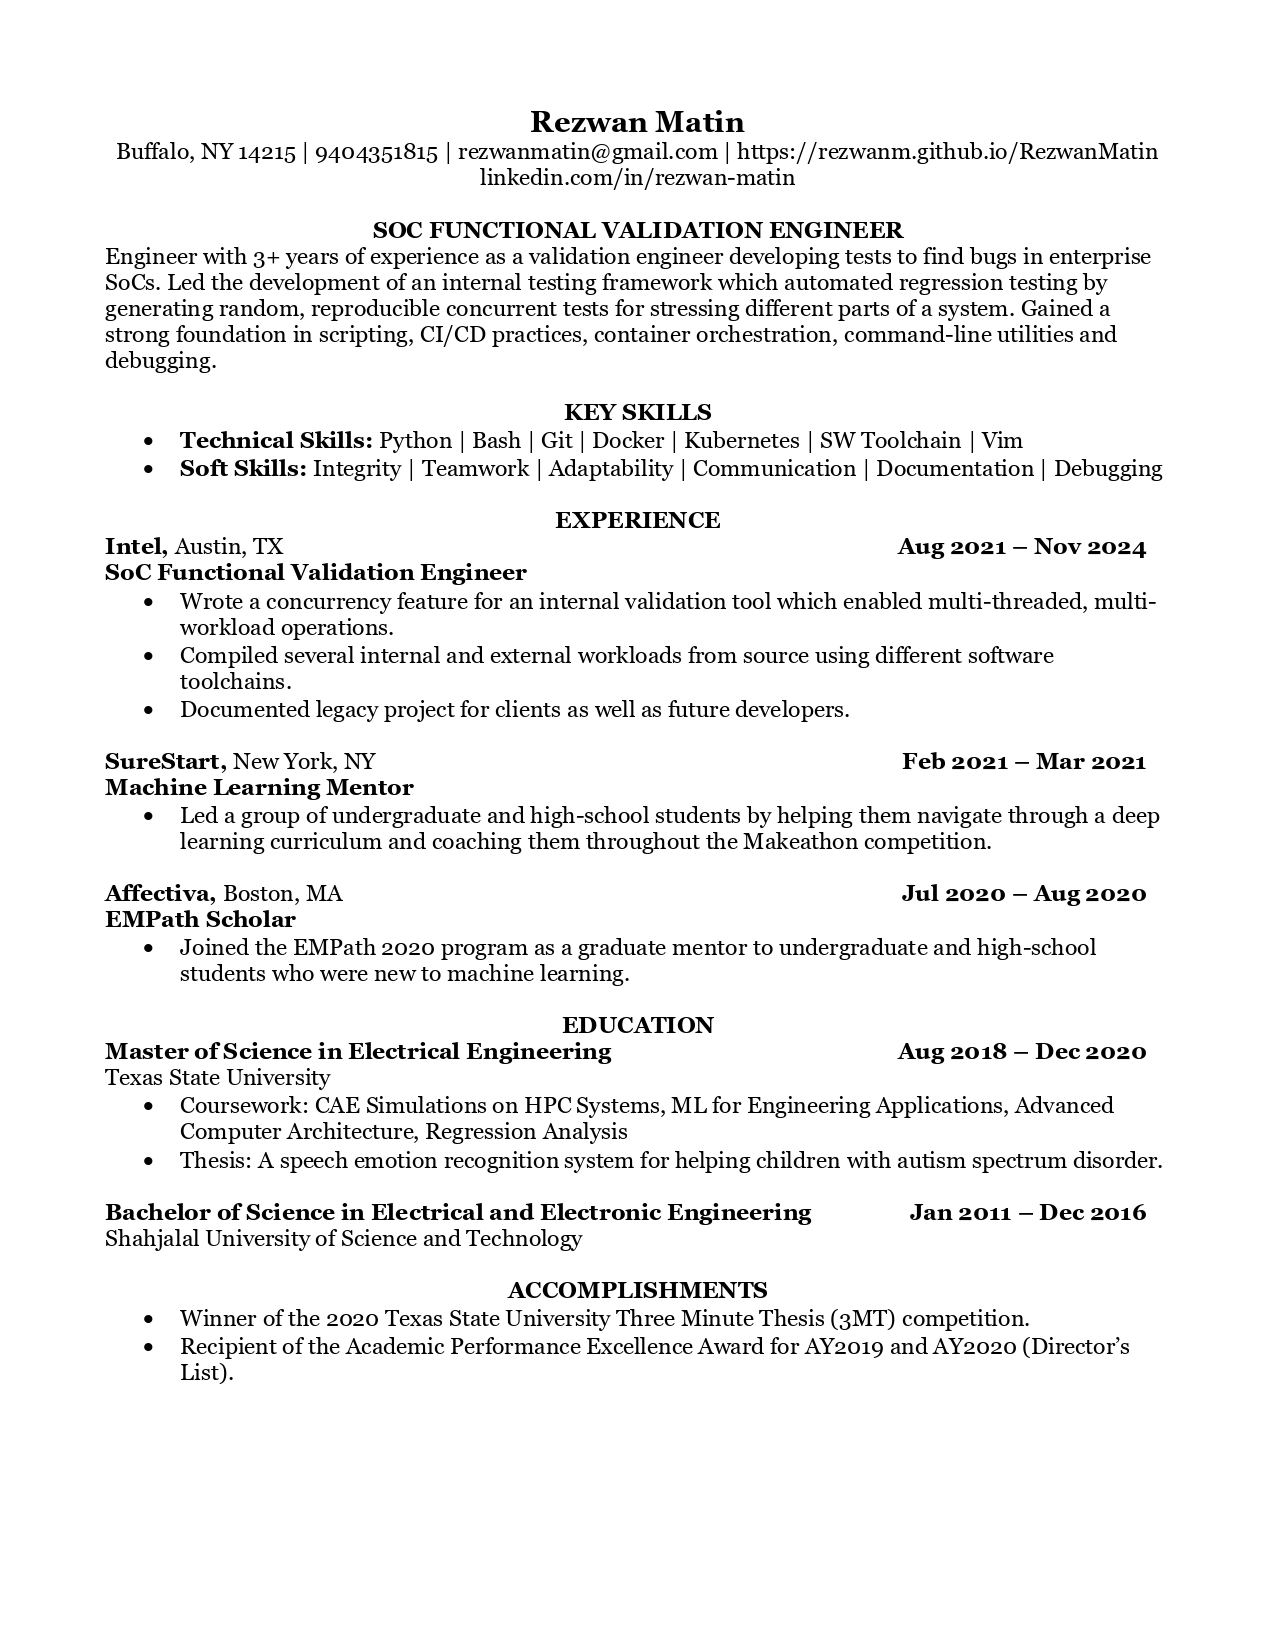 Rezwan Matin
Buffalo, NY 14215 | 9404351815 | rezwanmatin@gmail.com | https://rezwanm.github.io/RezwanMatin
linkedin.com/in/rezwan-matin
SOC FUNCTIONAL VALIDATION ENGINEER
Engineer with 3+ years of experience as a validation engineer developing tests to find bugs in enterprise
SoCs. Led the development of an internal testing framework which automated regression testing by
generating random, reproducible concurrent tests for stressing different parts of a system. Gained a
strong foundation in scripting, CI/CD practices, container orchestration, command-line utilities and
debugging.
KEY SKILLS
• Technical Skills: Python | Bash | Git | Docker | Kubernetes | SW Toolchain | Vim
• Soft Skills: Integrity | Teamwork | Adaptability | Communication | Documentation | Debugging
EXPERIENCE
Intel, Austin, TX Aug 2021 – Nov 2024
SoC Functional Validation Engineer
• Wrote a concurrency feature for an internal validation tool which enabled multi-threaded, multi-
workload operations.
• Compiled several internal and external workloads from source using different software
toolchains.
• Documented legacy project for clients as well as future developers.
SureStart, New York, NY Feb 2021 – Mar 2021
Machine Learning Mentor
• Led a group of undergraduate and high-school students by helping them navigate through a deep
learning curriculum and coaching them throughout the Makeathon competition.
Affectiva, Boston, MA Jul 2020 – Aug 2020
EMPath Scholar
• Joined the EMPath 2020 program as a graduate mentor to undergraduate and high-school
students who were new to machine learning.
EDUCATION
Master of Science in Electrical Engineering Aug 2018 – Dec 2020
Texas State University
• Coursework: CAE Simulations on HPC Systems, ML for Engineering Applications, Advanced
Computer Architecture, Regression Analysis
• Thesis: A speech emotion recognition system for helping children with autism spectrum disorder.
Bachelor of Science in Electrical and Electronic Engineering Jan 2011 – Dec 2016
Shahjalal University of Science and Technology
ACCOMPLISHMENTS
• Winner of the 2020 Texas State University Three Minute Thesis (3MT) competition.
• Recipient of the Academic Performance Excellence Award for AY2019 and AY2020 (Director’s
List).